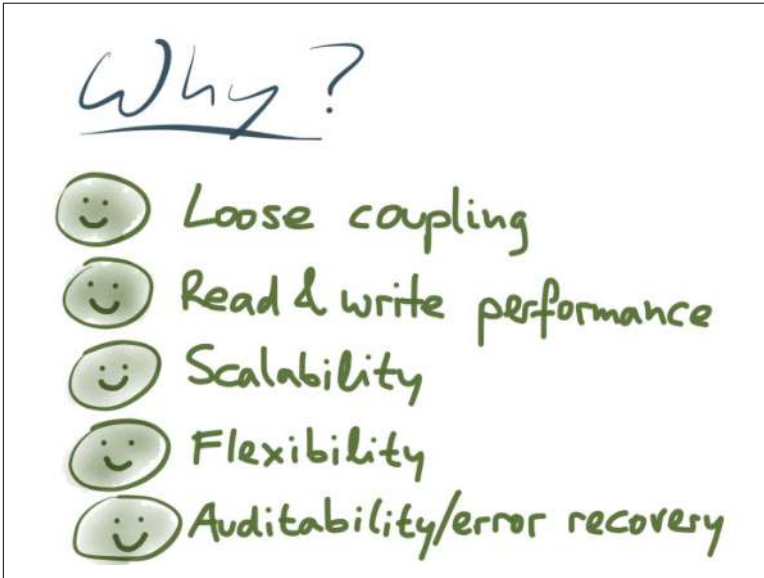 Why?
Loose coupling
Read & write performance
Scalability
Flexibility
Auditability/error recovery